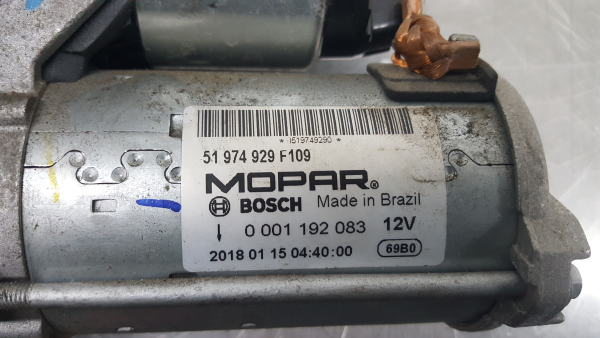 * I519749290 *
51 974 929 F109
MOPAR®
BOSCH Made in Brazil
0 001 192 083 12V
2018 01 15 04:40:00 69B0